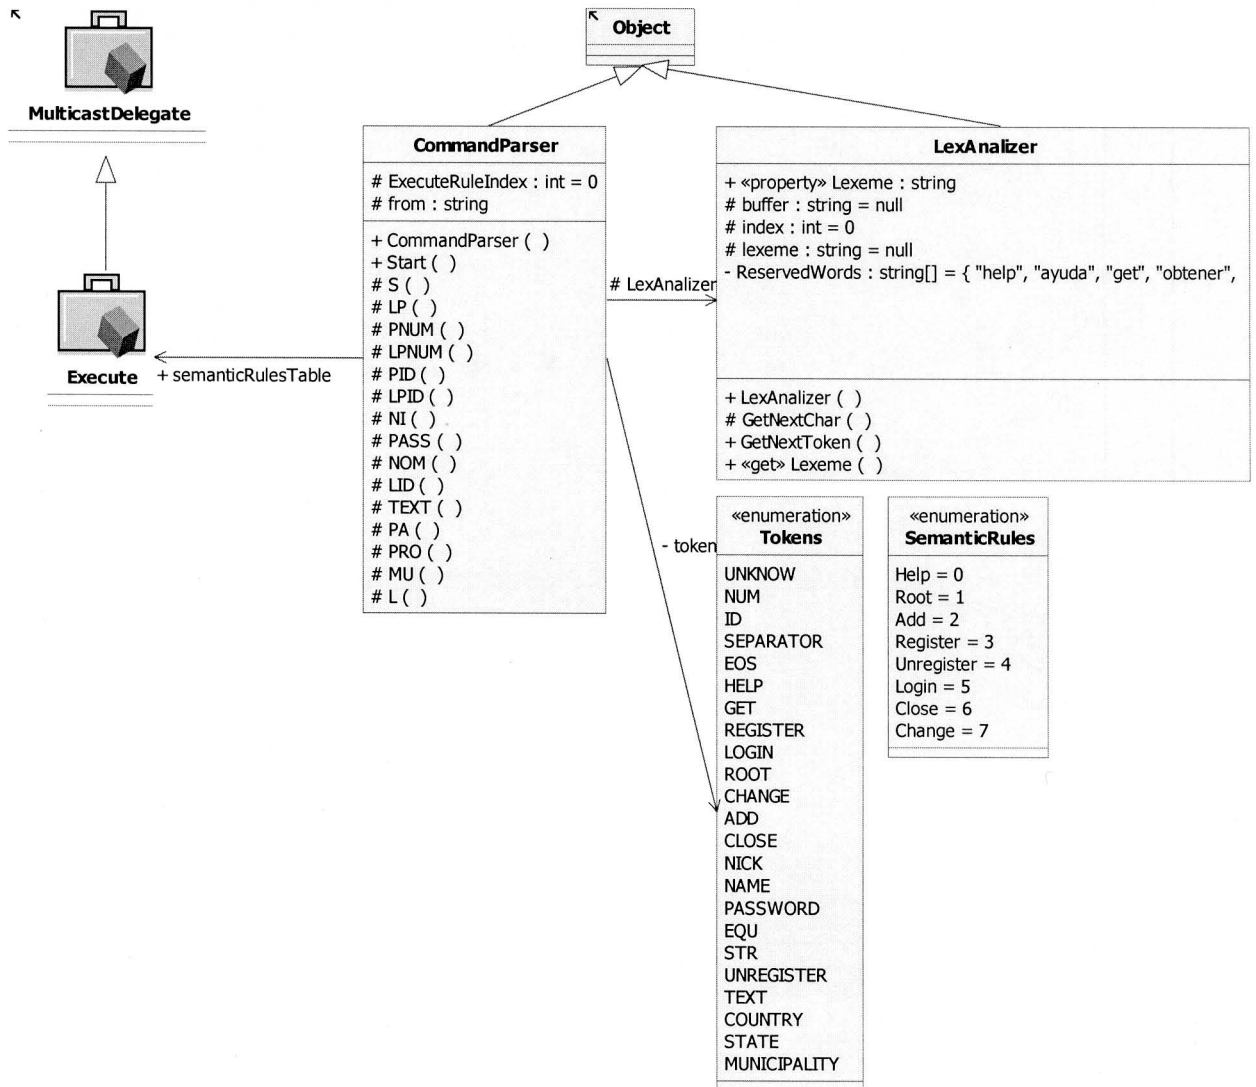 Object
MulticastDelegate
CommandParser
# ExecuteRuleIndex : int = 0
# from : string
+ CommandParser ( )
+ Start ( )
# S ( )
# LP ( )
# PNUM ( )
# LPNUM ( )
# PID ( )
# LPID ( )
# NI ( )
# PASS ( )
# NOM ( )
# LID ( )
# TEXT ( )
# PA ( )
# PRO ( )
# MU ( )
# L ( )
LexAnalizer
+ «property» Lexeme : string
# buffer : string = null
# index : int = 0
# lexeme : string = null
- ReservedWords : string[] = { "help", "ayuda", "get", "obtener",
+ LexAnalizer ( )
# GetNextChar ( )
+ GetNextToken ( )
+ «get» Lexeme ( )
# LexAnalizer
Execute
+ semanticRulesTable
- token
«enumeration»
Tokens
UNKNOW
NUM
ID
SEPARATOR
EOS
HELP
GET
REGISTER
LOGIN
ROOT
CHANGE
ADD
CLOSE
NICK
NAME
PASSWORD
EQU
STR
UNREGISTER
TEXT
COUNTRY
STATE
MUNICIPALITY
«enumeration»
SemanticRules
Help = 0
Root = 1
Add = 2
Register = 3
Unregister = 4
Login = 5
Close = 6
Change = 7